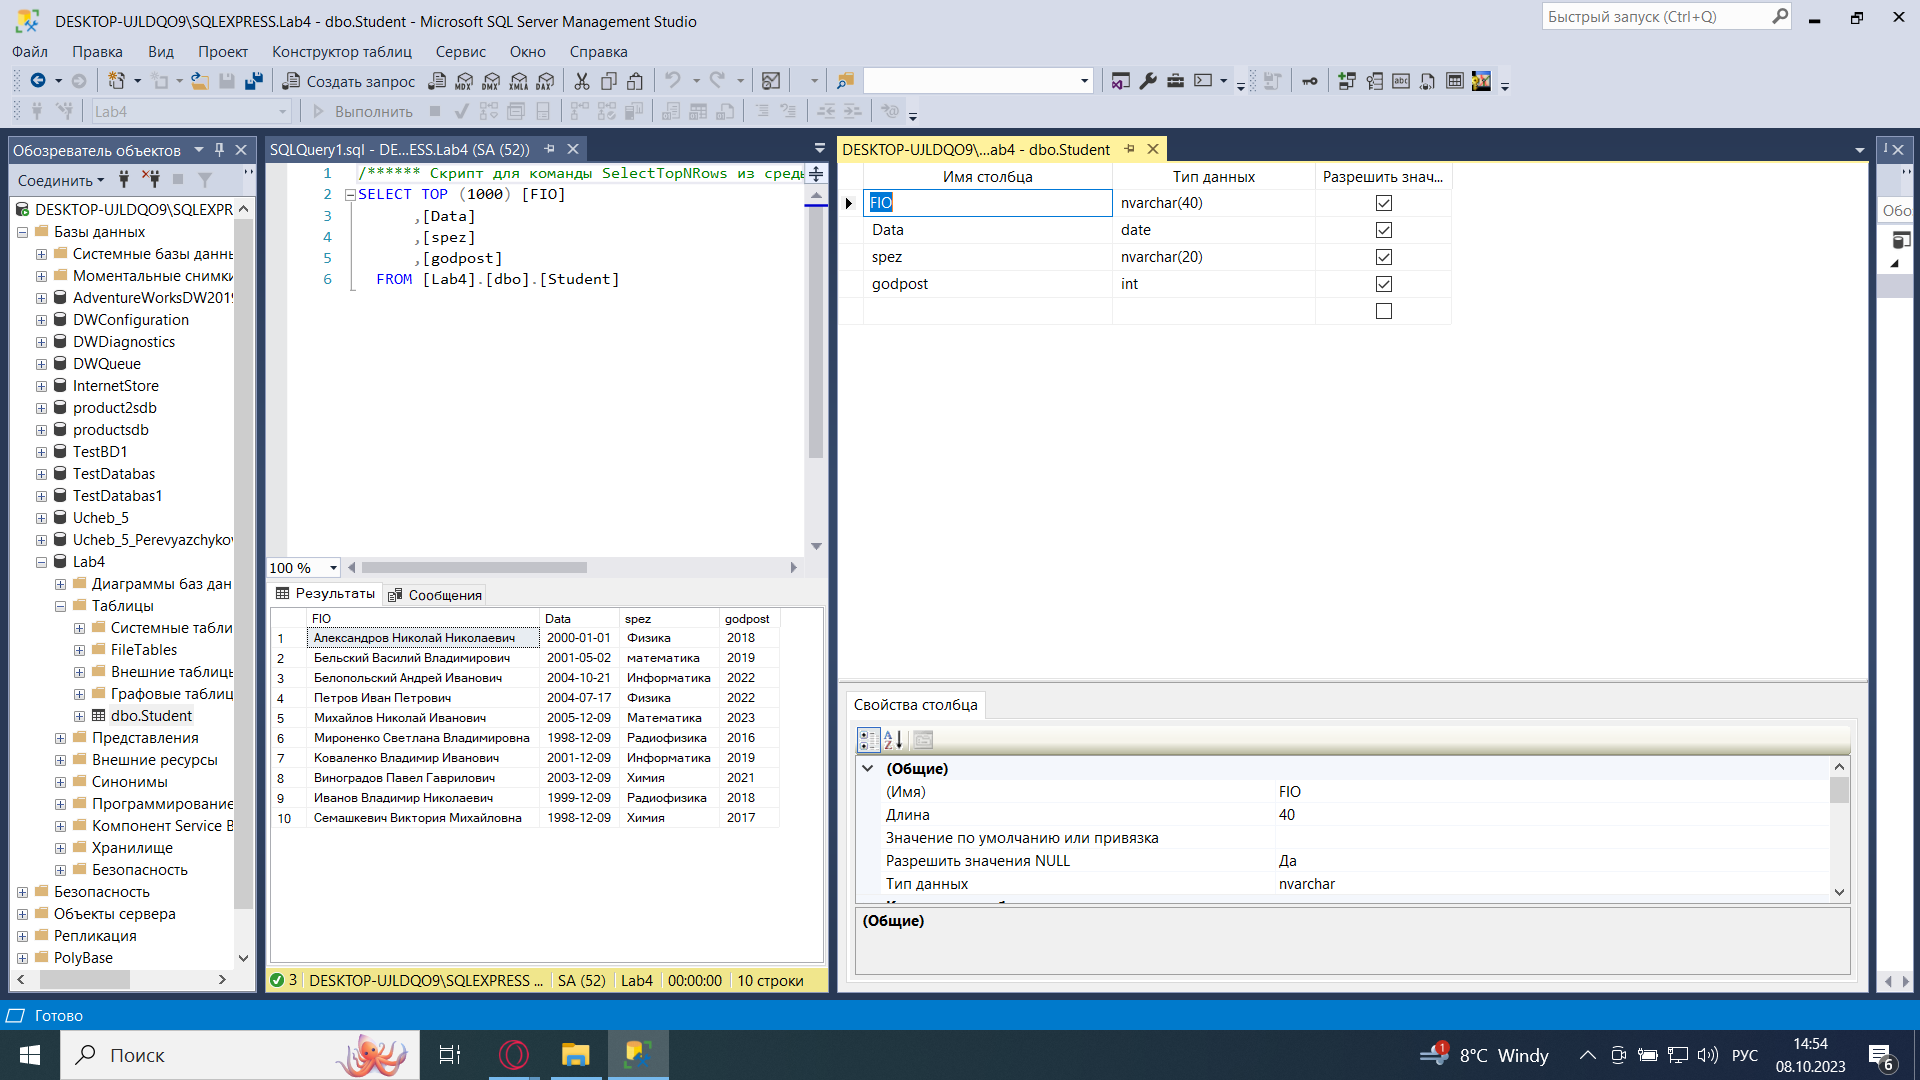 DESKTOP-UJLDQO9\SQLEXPRESS.Lab4 - dbo.Student - Microsoft SQL Server Management Studio
Быстрый запуск (Ctrl+Q)
Файл Правка Вид Проект Конструктор таблиц Сервис Окно Справка
Создать запрос
MDX DMX XMLA DAX
Lab4
Выполнить
Обозреватель объектов
Соединить
DESKTOP-UJLDQO9\SQLEXPR
Базы данных
Системные базы данн
Моментальные снимки
AdventureWorksDW2019
DWConfiguration
DWDiagnostics
DWQueue
InternetStore
product2sdb
productsdb
TestBD1
TestDatabas
TestDatabas1
Ucheb_5
Ucheb_5_Perevyazchykov
Lab4
Диаграммы баз дан
Таблицы
Системные табли
FileTables
Внешние таблицы
Графовые таблиц
dbo.Student
Представления
Внешние ресурсы
Синонимы
Программирование
Компонент Service B
Хранилище
Безопасность
Безопасность
Объекты сервера
Репликация
PolyBase
SQLQuery1.sql - DE...ESS.Lab4 (SA (52))
1 /****** Скрипт для команды SelectTopNRows из среды
2 SELECT TOP (1000) [FIO]
3 ,[Data]
4 ,[spez]
5 ,[godpost]
6 FROM [Lab4].[dbo].[Student]
100 %
Результаты Сообщения
FIO Data spez godpost
1 Александров Николай Николаевич 2000-01-01 Физика 2018
2 Бельский Василий Владимирович 2001-05-02 математика 2019
3 Белопольский Андрей Иванович 2004-10-21 Информатика 2022
4 Петров Иван Петрович 2004-07-17 Физика 2022
5 Михайлов Николай Иванович 2005-12-09 Математика 2023
6 Мироненко Светлана Владимировна 1998-12-09 Радиофизика 2016
7 Коваленко Владимир Иванович 2001-12-09 Информатика 2019
8 Виноградов Павел Гаврилович 2003-12-09 Химия 2021
9 Иванов Владимир Николаевич 1999-12-09 Радиофизика 2018
10 Семашкевич Виктория Михайловна 1998-12-09 Химия 2017
3 DESKTOP-UJLDQO9\SQLEXPRESS ... SA (52) Lab4 00:00:00 10 строки
DESKTOP-UJLDQO9\...ab4 - dbo.Student
Имя столбца Тип данных Разрешить знач...
FIO nvarchar(40)
Data date
spez nvarchar(20)
godpost int
Свойства столбца
(Общие)
(Имя) FIO
Длина 40
Значение по умолчанию или привязка
Разрешить значения NULL Да
Тип данных nvarchar
(Общие)
Обо
Готово
Поиск
1
8°C Windy
РУС
14:54
08.10.2023
6